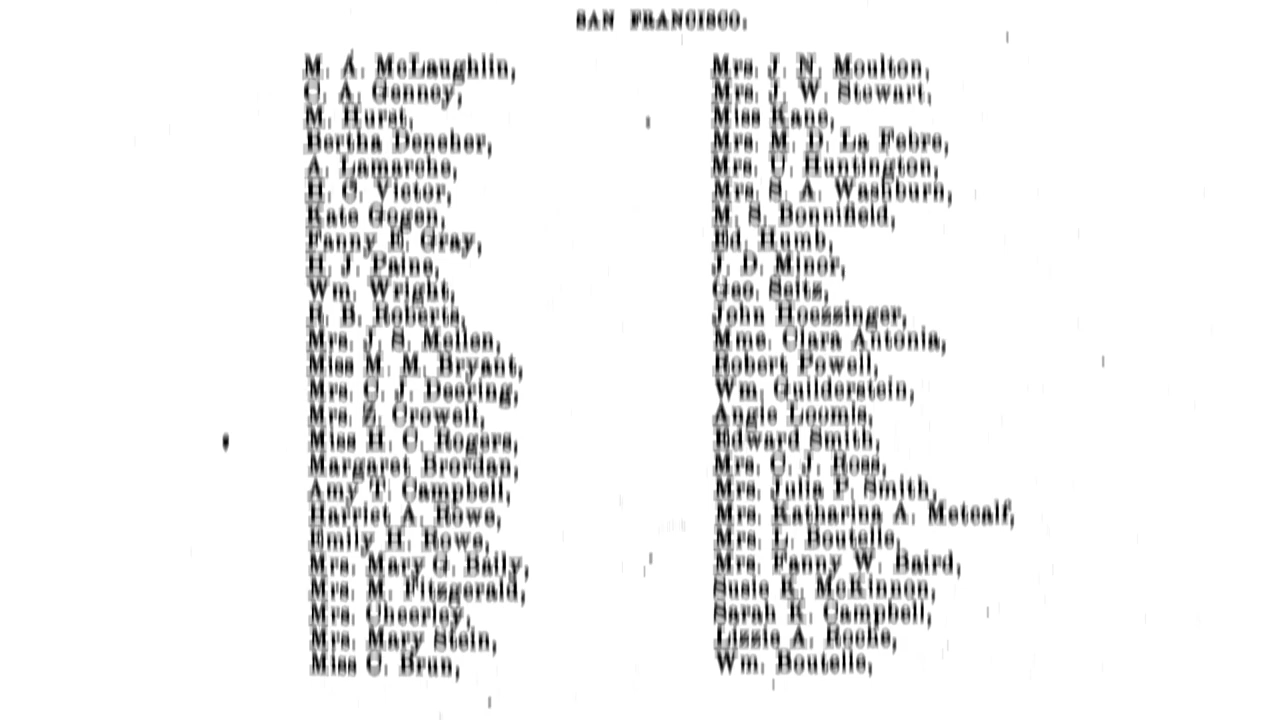 SAN FRANCISCO.
M. A. McLaughlin,
C. A. Genney,
M. Hurst,
Bertha Deneher,
A. Lamarche,
H. C. Victor,
Kate Gogen,
Fanny E. Gray,
H. J. Paine,
Wm. Wright,
H. B. Roberts,
Mrs. J. S. Mellen,
Miss M. M. Bryant,
Mrs. C. J. Deering,
Mrs. Z. Crowell,
Miss H. C. Rogers,
Margaret Brordan,
Amy T. Campbell,
Harriet A. Rowe,
Emily H. Rowe,
Mrs. Mary G. Baily,
Mrs. M. Fitzgerald,
Mrs. Cheerley,
Mrs. Mary Stein,
Miss C. Brun,
Mrs. J. N. Moulton,
Mrs. J. W. Stewart,
Miss Kane,
Mrs. M. D. La Febre,
Mrs. Huntington,
Mrs. S. A. Washburn,
M. S. Bonnifield,
Ed. Humb,
J. D. Minor,
Geo. Seitz,
John Hoessinger,
Mme. Clara Antonia,
Robert Powell,
Wm. Guilderstein,
Angie Loomis,
Edward Smith,
Mrs. C. J. Ross,
Mrs. Julia P. Smith,
Mrs. Katharina A. Metcalf,
Mrs. L. Boutelle,
Mrs. Fanny W. Baird,
Susie K. McKinnon,
Sarah K. Campbell,
Lizzie A. Roche,
Wm. Boutelle,